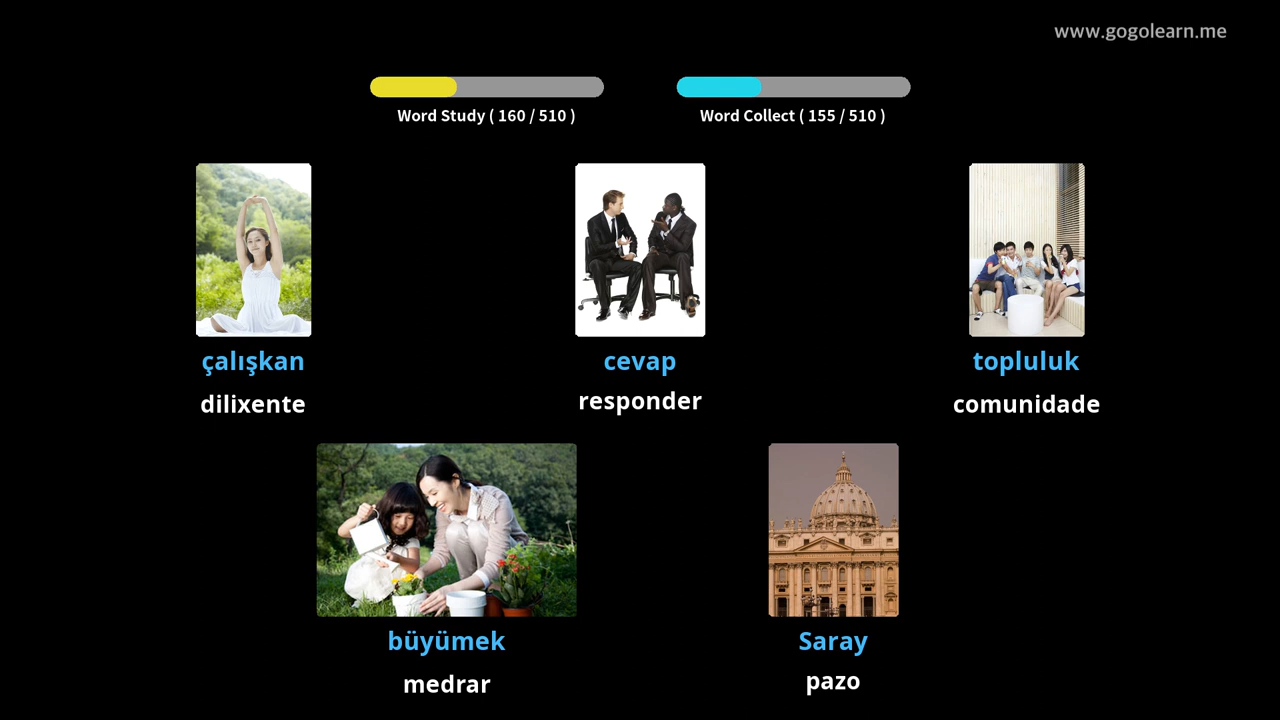 www.gogolearn.me
Word Study ( 160 / 510 )
Word Collect ( 155 / 510 )
çalışkan
dilixente
cevap
responder
topluluk
comunidade
büyümek
medrar
Saray
pazo